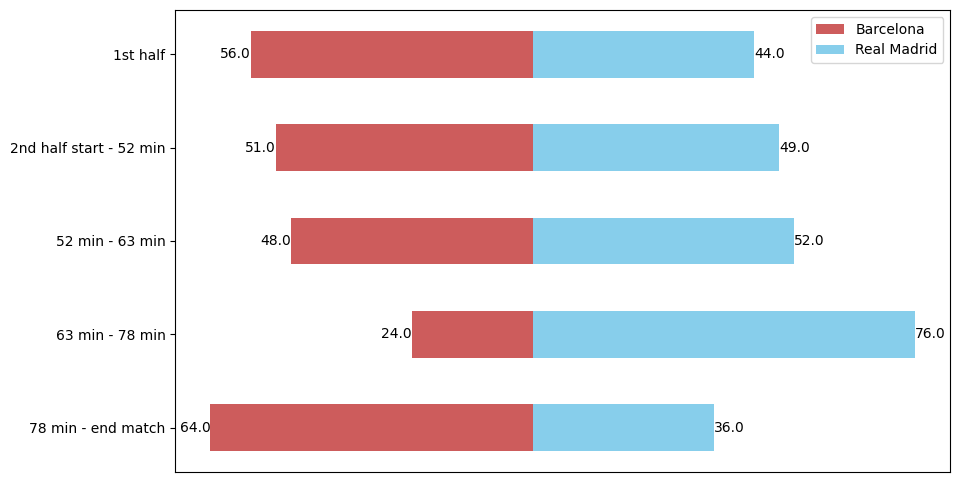 Barcelona
Real Madrid
1st half 56.0 44.0
2nd half start - 52 min 51.0 49.0
52 min - 63 min 48.0 52.0
63 min - 78 min 24.0 76.0
78 min - end match 64.0 36.0